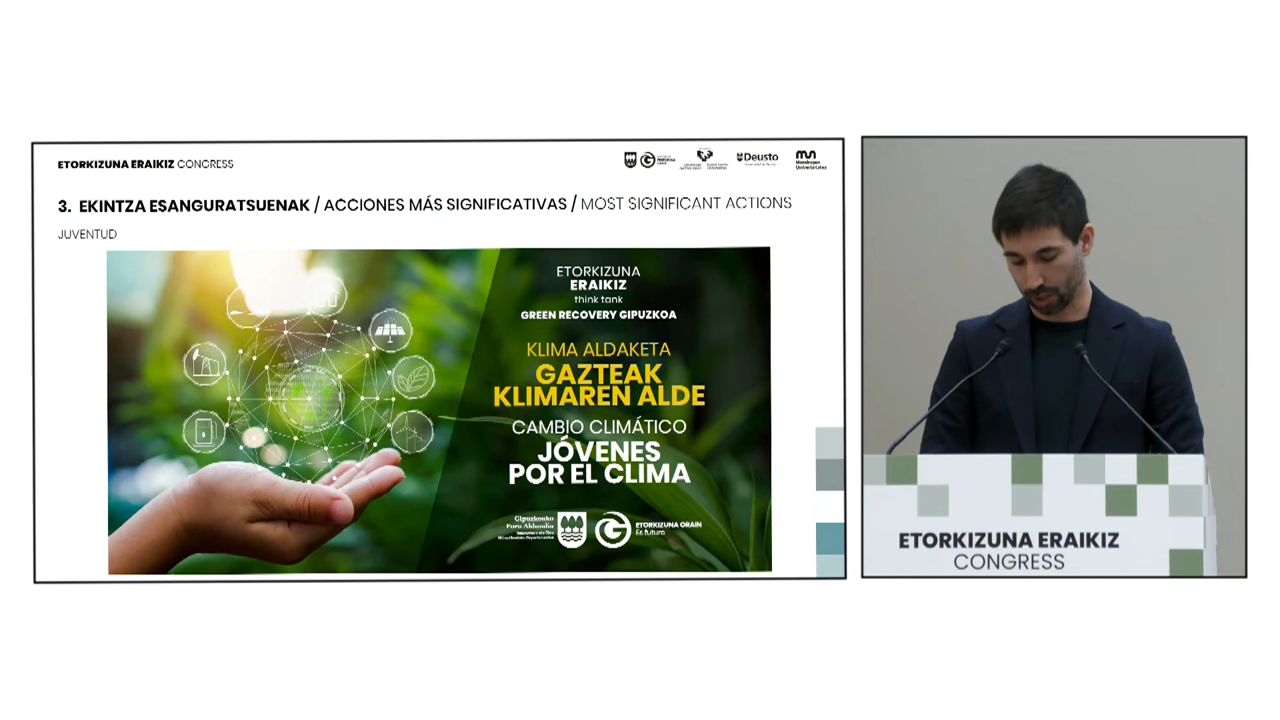 ETORKIZUNA ERAIKIZ CONGRESS
Deusto
3. EKINTZA ESANGURATSUENAK / ACCIONES MÁS SIGNIFICATIVAS / MOST SIGNIFICANT ACTIONS
JUVENTUD
ETORKIZUNA
ERAIKIZ
think tank
GREEN RECOVERY GIPUZKOA
KLIMA ALDAKETA
GAZTEAK
KLIMAREN ALDE
CAMBIO CLIMÁTICO
JÓVENES
POR EL CLIMA
Gipuzkoako
Foru Aldundia
ETORKIZUNA ORAIN
Es futuro
ETORKIZUNA ERAIKIZ
CONGRESS